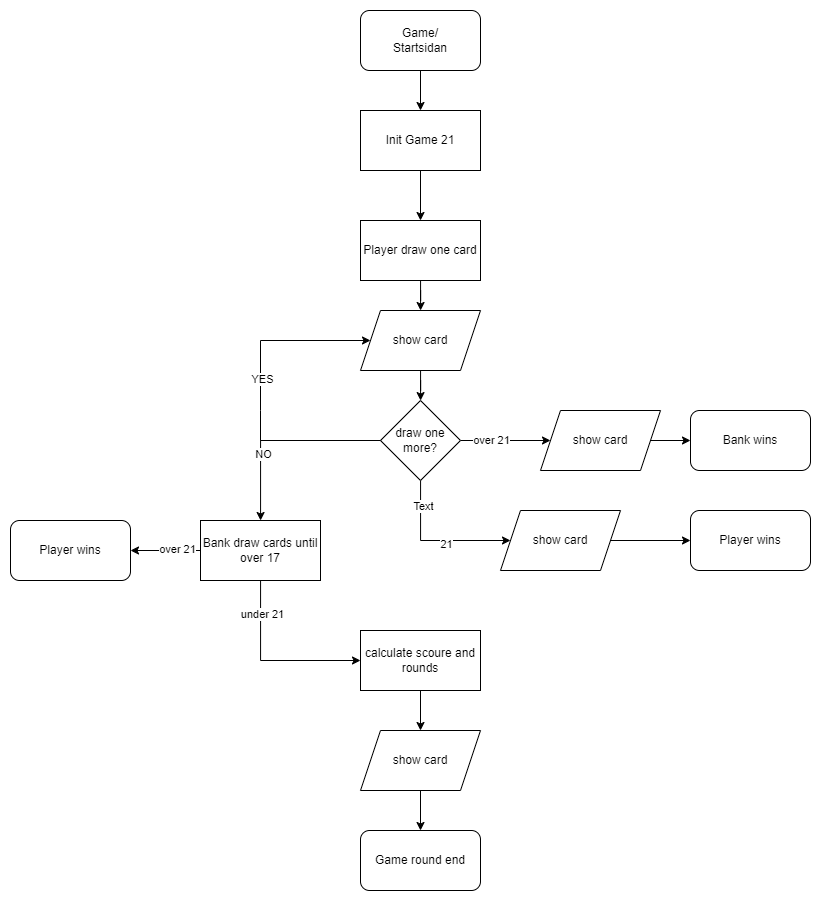 Game/
Startsidan
Init Game 21
Player draw one card
show card
YES
draw one
more?
over 21
show card
Bank wins
NO
Text
21
show card
Player wins
Player wins
over 21
Bank draw cards until
over 17
under 21
calculate scoure and
rounds
show card
Game round end